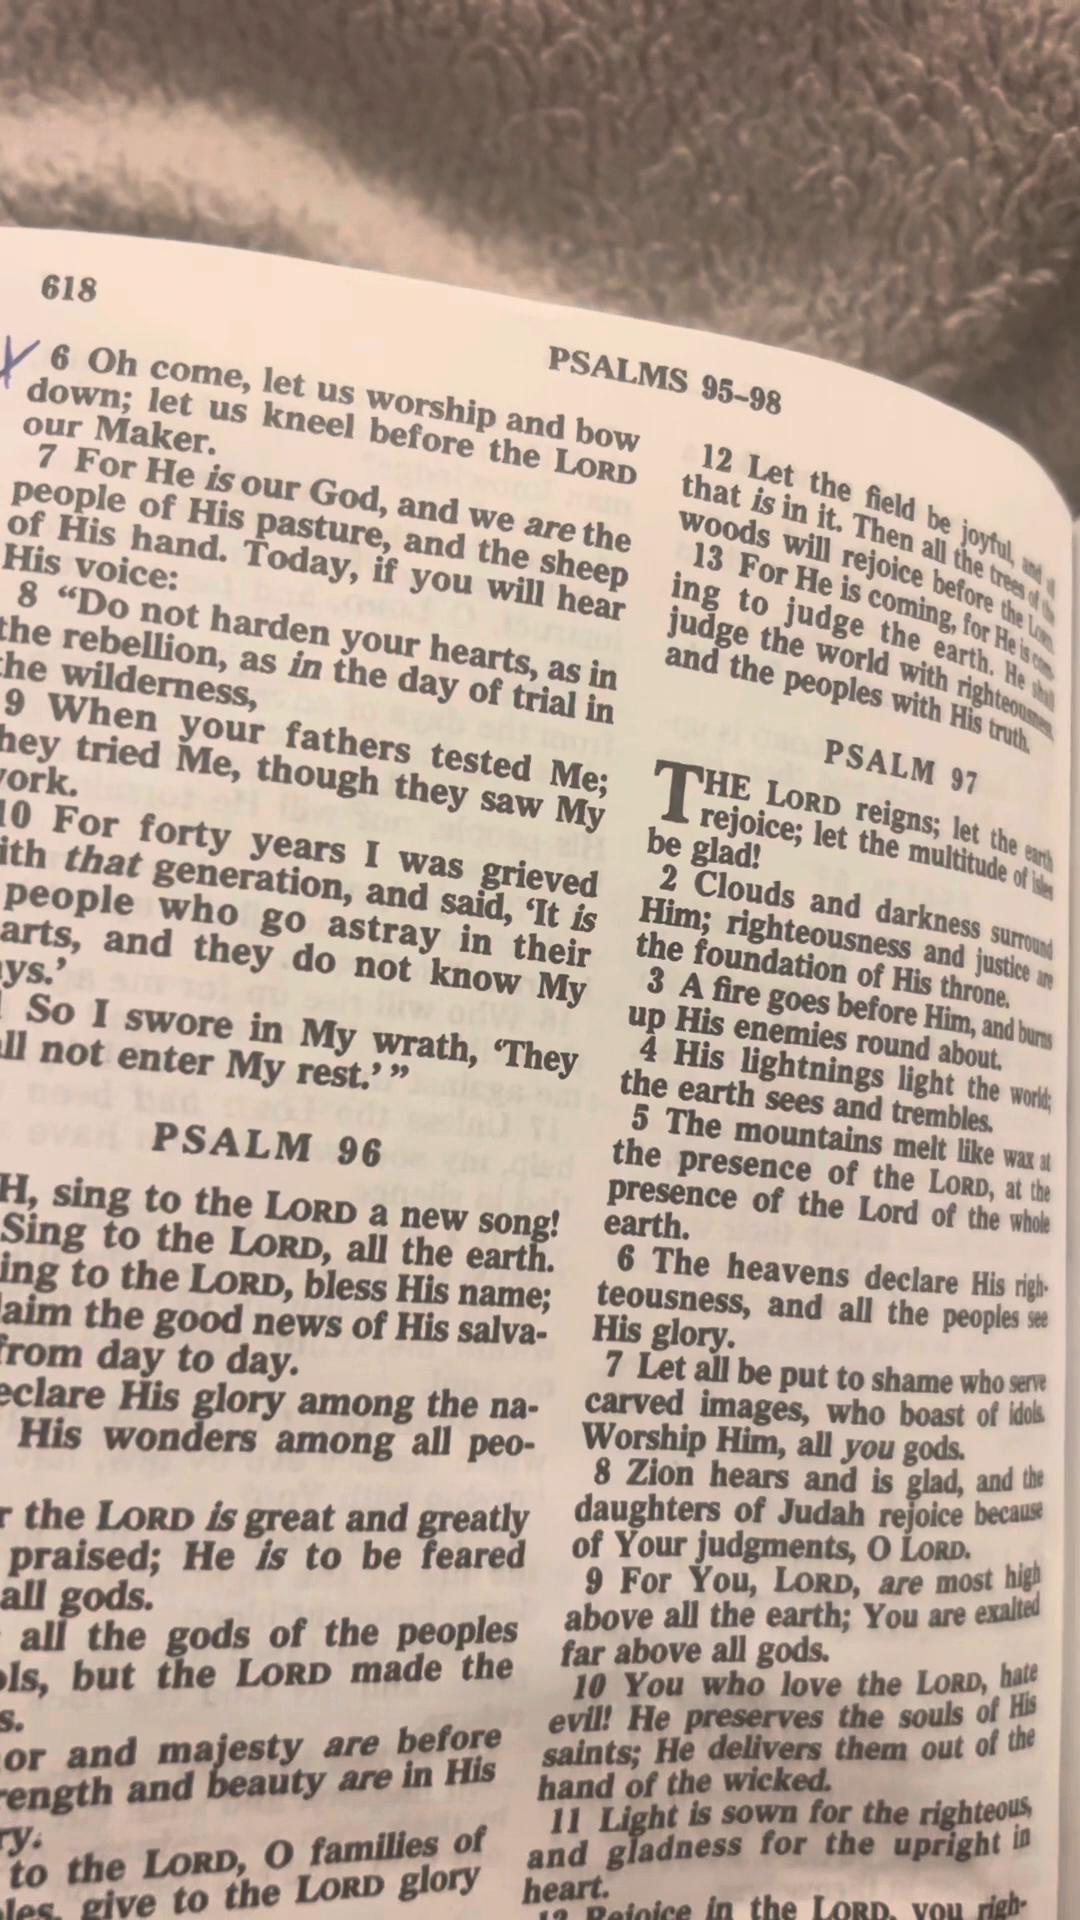 618
PSALMS 95–98
6 Oh come, let us worship and bow
down; let us kneel before the LORD
our Maker.
7 For He is our God, and we are the
people of His pasture, and the sheep
of His hand. Today, if you will hear
His voice:
8 “Do not harden your hearts, as in
the rebellion, as in the day of trial in
the wilderness,
9 When your fathers tested Me;
hey tried Me, though they saw My
work.
10 For forty years I was grieved
ith that generation, and said, ‘It is
people who go astray in their
arts, and they do not know My
ys.’
So I swore in My wrath, ‘They
ll not enter My rest.’ ”
PSALM 96
H, sing to the LORD a new song!
Sing to the LORD, all the earth.
ing to the LORD, bless His name;
laim the good news of His salva-
from day to day.
eclare His glory among the na-
His wonders among all peo-
r the LORD is great and greatly
praised; He is to be feared
all gods.
all the gods of the peoples
ols, but the LORD made the
s.
or and majesty are before
rength and beauty are in His
ry.
to the LORD, O families of
les, give to the LORD glory
12 Let the field be joyful, and all
that is in it. Then all the trees of the
woods will rejoice before the LORD.
13 For He is coming, for He is com-
ing to judge the earth. He shall
judge the world with righteousness,
and the peoples with His truth.
PSALM 97
THE LORD reigns; let the earth
rejoice; let the multitude of isles
be glad!
2 Clouds and darkness surround
Him; righteousness and justice are
the foundation of His throne.
3 A fire goes before Him, and burns
up His enemies round about.
4 His lightnings light the world;
the earth sees and trembles.
5 The mountains melt like wax at
the presence of the LORD, at the
presence of the Lord of the whole
earth.
6 The heavens declare His righ-
teousness, and all the peoples see
His glory.
7 Let all be put to shame who serve
carved images, who boast of idols.
Worship Him, all you gods.
8 Zion hears and is glad, and the
daughters of Judah rejoice because
of Your judgments, O LORD.
9 For You, LORD, are most high
above all the earth; You are exalted
far above all gods.
10 You who love the LORD, hate
evil! He preserves the souls of His
saints; He delivers them out of the
hand of the wicked.
11 Light is sown for the righteous,
and gladness for the upright in
heart.
12 Rejoice in the LORD, you righ-